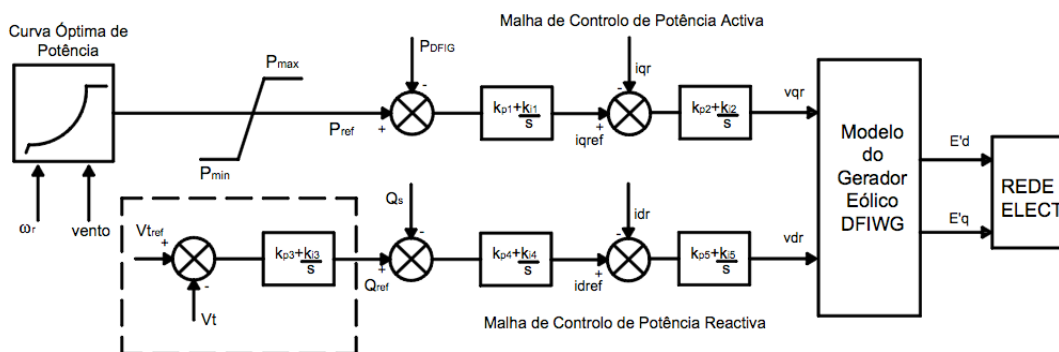 Malha de Controlo de Potência Activa
Curva Óptima de
Potência
PDFIG
iqr
Pmax
kp1+ki1
s
kp2+ki2
s
vqr
Pref
+
-
iqref
+
-
Pmin
Modelo
do
Gerador
Eólico
DFIWG
E'd
E'q
REDE
ELECT
ωr
vento
Vtref
+
-
Vt
kp3+ki3
s
Qs
-
+
Qref
kp4+ki4
s
idr
-
+
idref
kp5+ki5
s
vdr
Malha de Controlo de Potência Reactiva